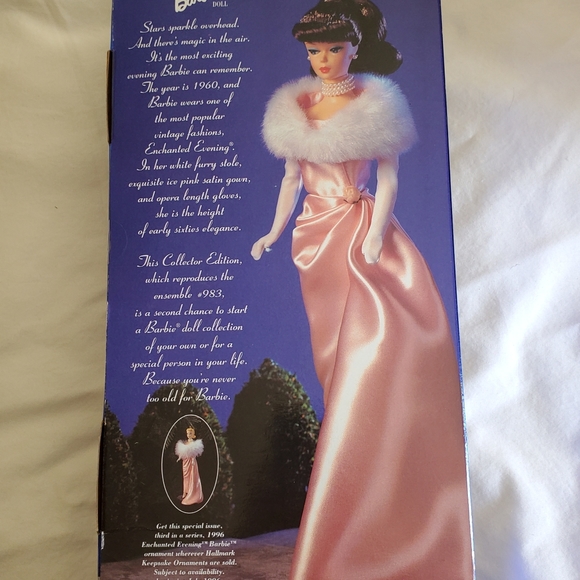 DOLL
Stars sparkle overhead.
And there's magic in the air.
It's the most exciting
evening Barbie can remember.
The year is 1960, and
Barbie wears one of
the most popular
vintage fashions,
Enchanted Evening®
In her white furry stole,
exquisite ice pink satin gown,
and opera length gloves,
she is the height
of early sixties elegance.
This Collector Edition,
which reproduces the
ensemble #983,
is a second chance to start
a Barbie® doll collection
of your own or for a
special person in your life.
Because you're never
too old for Barbie.
Get this special issue,
third in a series, 1996
Enchanted Evening™ Barbie™
ornament wherever Hallmark
Keepsake Ornaments are sold.
Subject to availability.